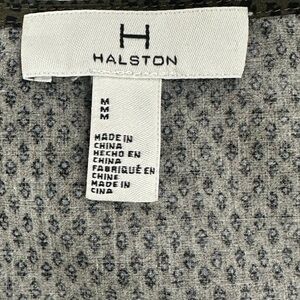 H
HALSTON
M
M
M
MADE IN
CHINA
HECHO EN
CHINA
FABRIQUÉ EN
CHINE
MADE IN
CINA